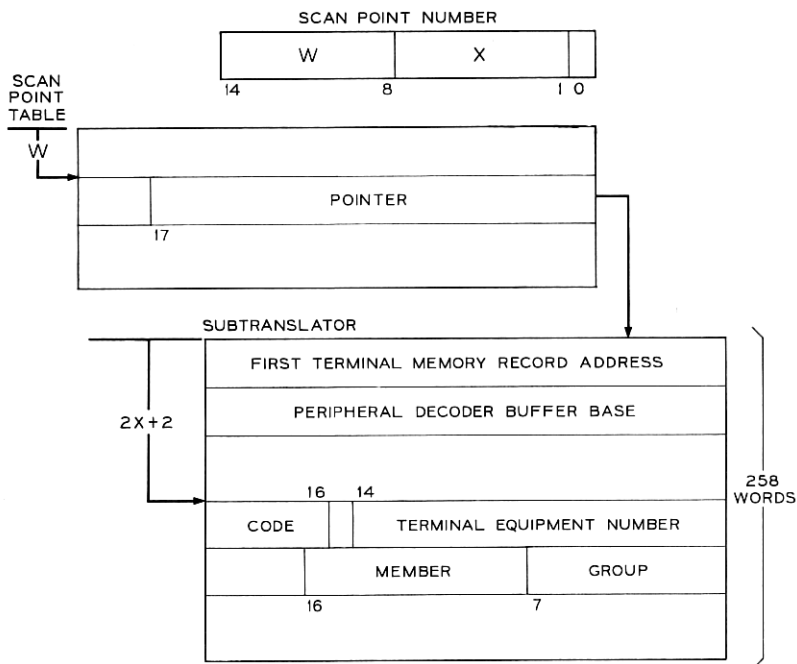 SCAN POINT NUMBER
W X
14 8 1 0
SCAN
POINT
TABLE
W
POINTER
17
SUBTRANSLATOR
FIRST TERMINAL MEMORY RECORD ADDRESS
PERIPHERAL DECODER BUFFER BASE
2X+2
16 14
CODE TERMINAL EQUIPMENT NUMBER
MEMBER GROUP
16 7
258
WORDS